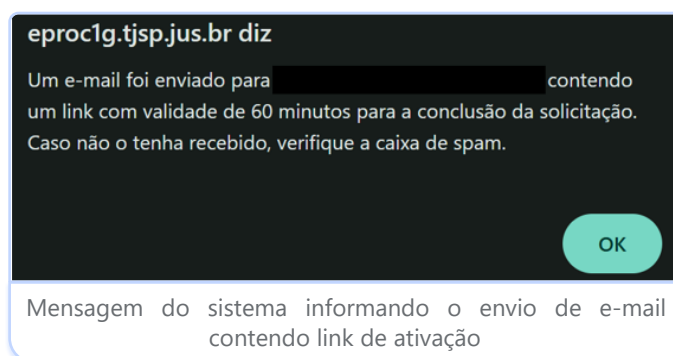 eproc1g.tjsp.jus.br diz
Um e-mail foi enviado para contendo
um link com validade de 60 minutos para a conclusão da solicitação.
Caso não o tenha recebido, verifique a caixa de spam.
OK
Mensagem do sistema informando o envio de e-mail
contendo link de ativação